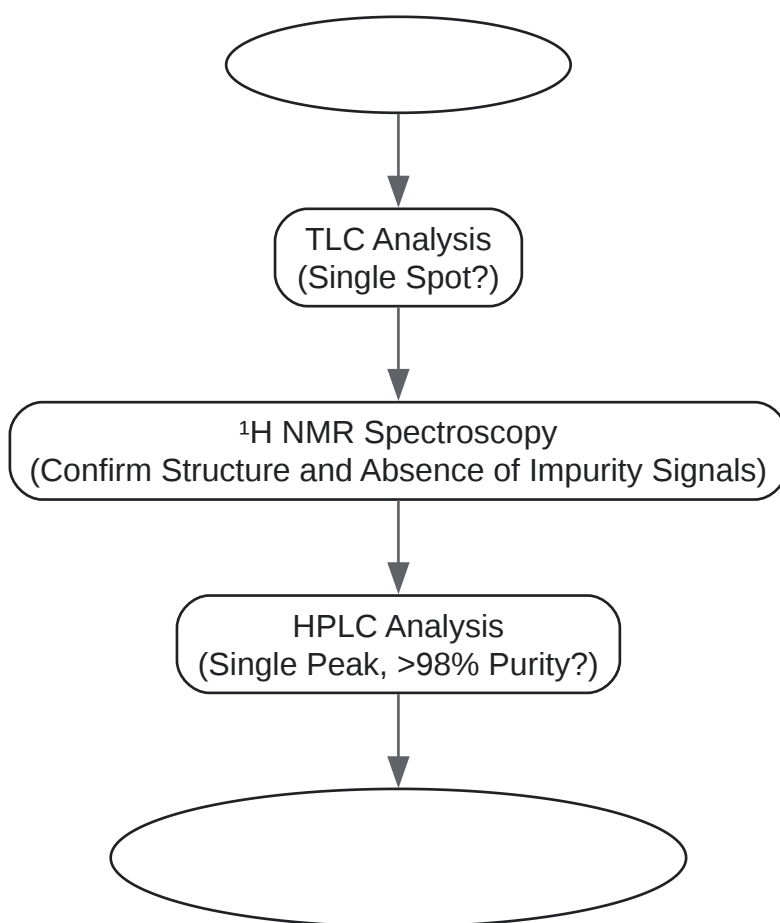 TLC Analysis
(Single Spot?)
¹H NMR Spectroscopy
(Confirm Structure and Absence of Impurity Signals)
HPLC Analysis
(Single Peak, >98% Purity?)